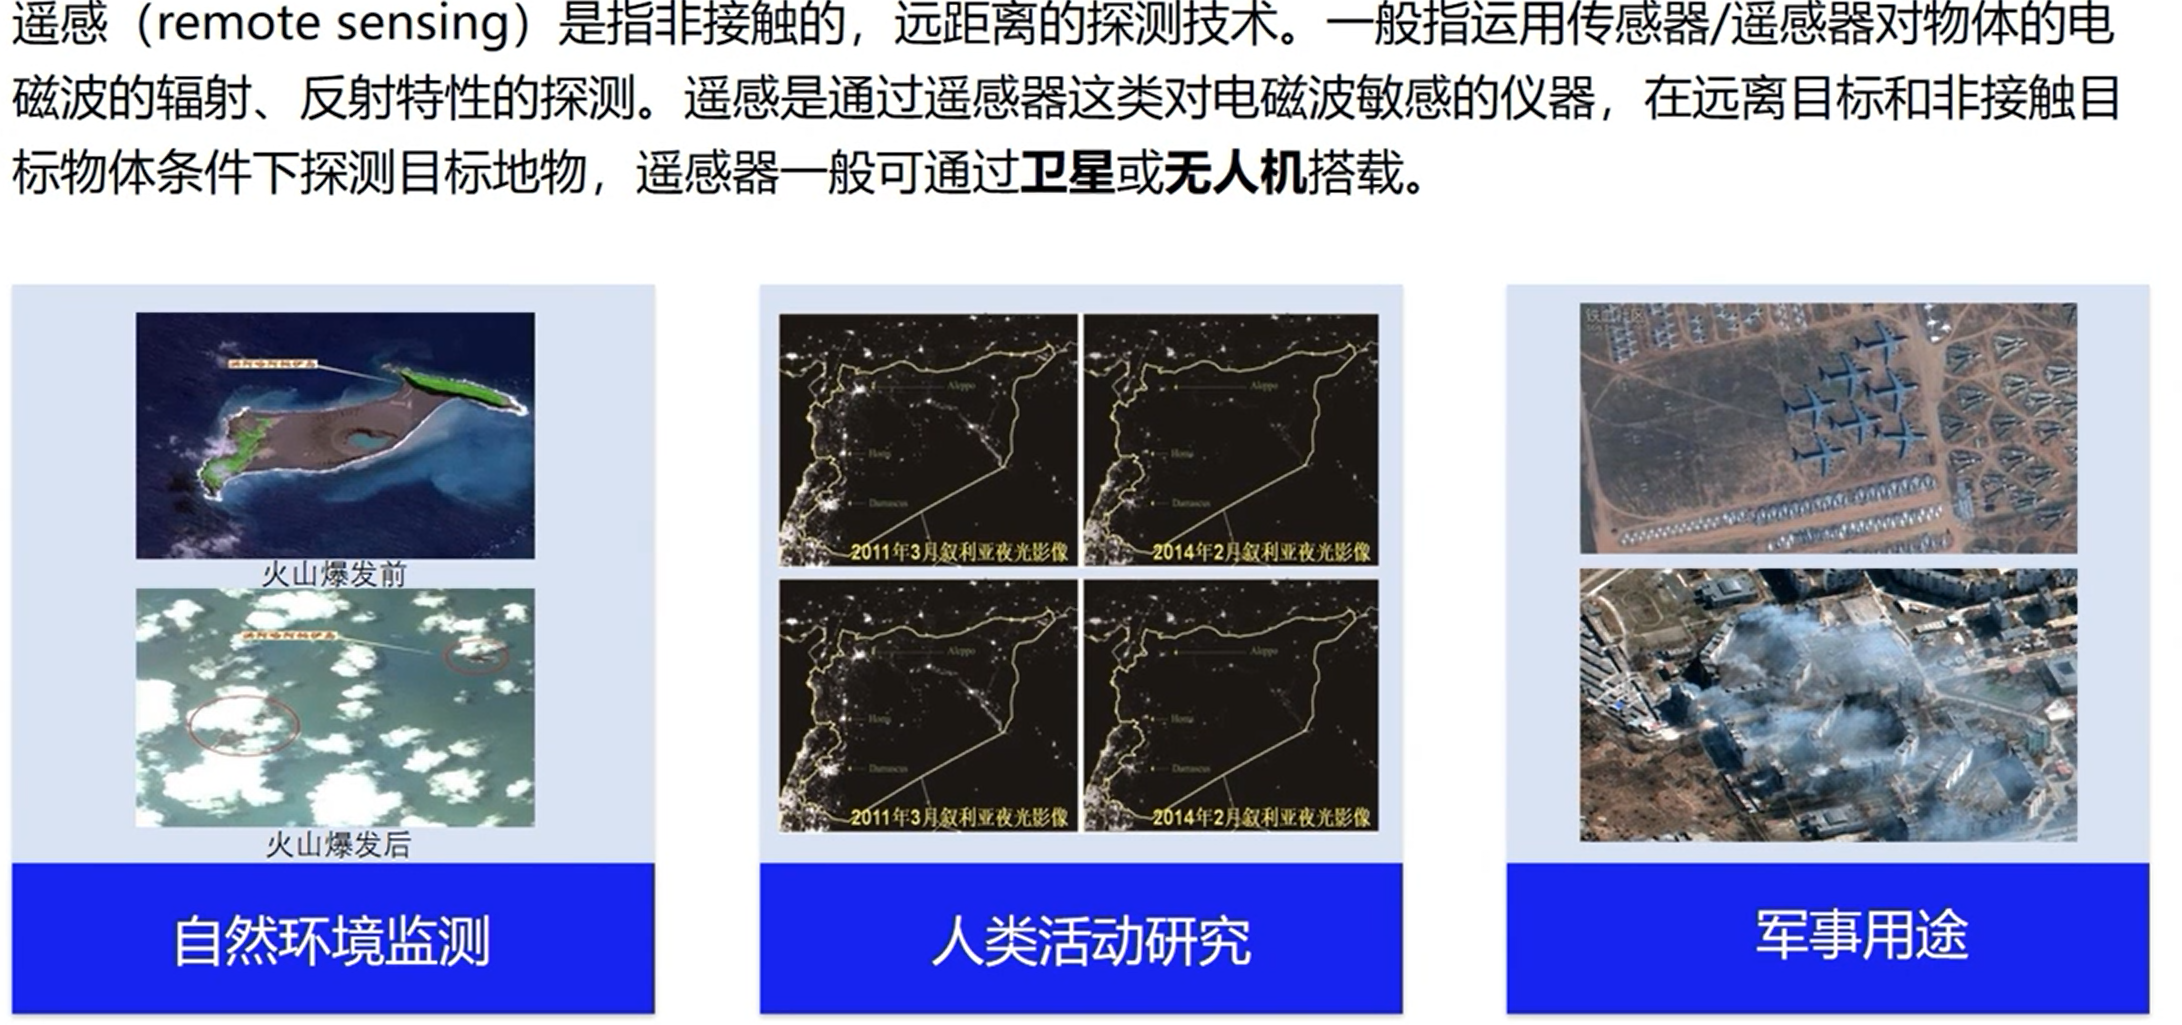 遥感（remote sensing）是指非接触的，远距离的探测技术。一般指运用传感器/遥感器对物体的电
磁波的辐射、反射特性的探测。遥感是通过遥感器这类对电磁波敏感的仪器，在远离目标和非接触目
标物体条件下探测目标地物，遥感器一般可通过卫星或无人机搭载。
火山爆发前
火山爆发后
自然环境监测
Aleppo
Homs
Damascus
2011年3月叙利亚夜光影像
Aleppo
Homs
Damascus
2014年2月叙利亚夜光影像
Aleppo
Homs
Damascus
2011年3月叙利亚夜光影像
Aleppo
Homs
Damascus
2014年2月叙利亚夜光影像
人类活动研究
铁血社区
军事用途